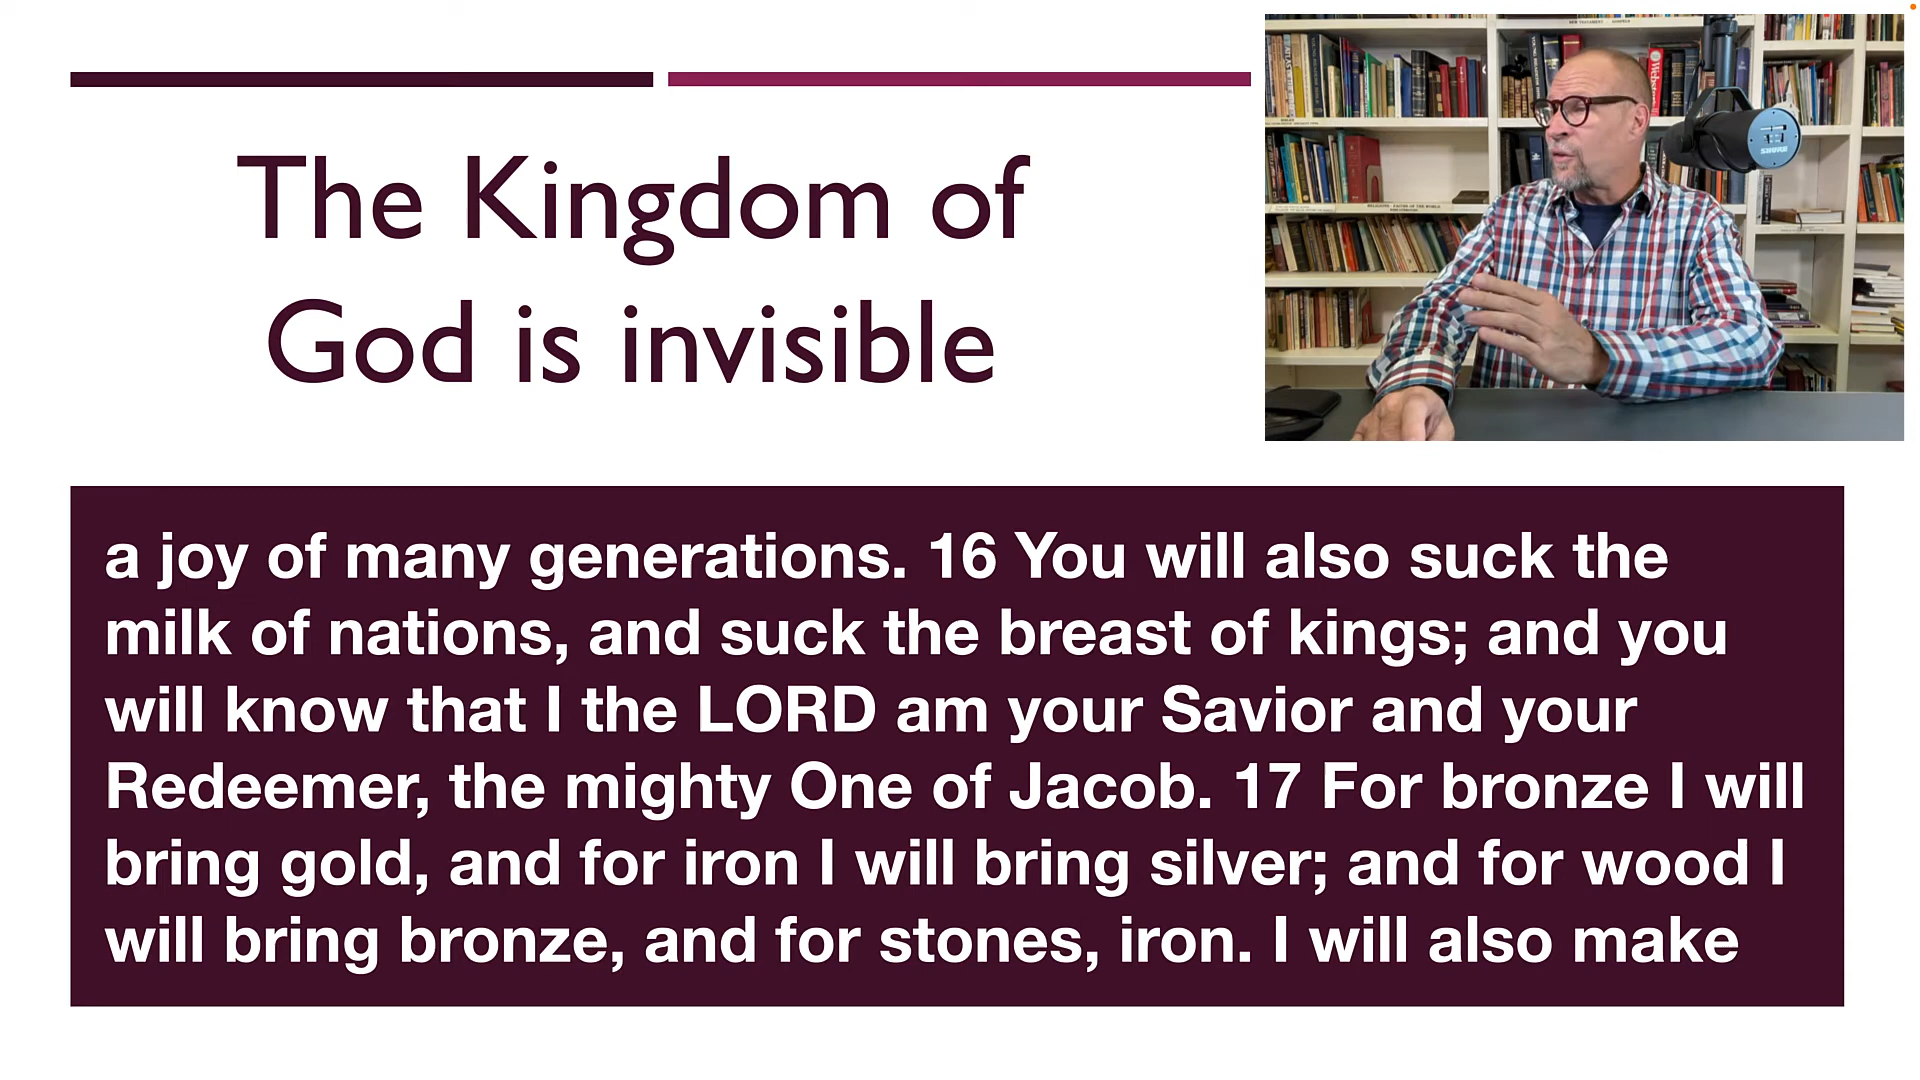 The Kingdom of
God is invisible
SHURE
Webster's
a joy of many generations. 16 You will also suck the
milk of nations, and suck the breast of kings; and you
will know that I the LORD am your Savior and your
Redeemer, the mighty One of Jacob. 17 For bronze I will
bring gold, and for iron I will bring silver; and for wood I
will bring bronze, and for stones, iron. I will also make